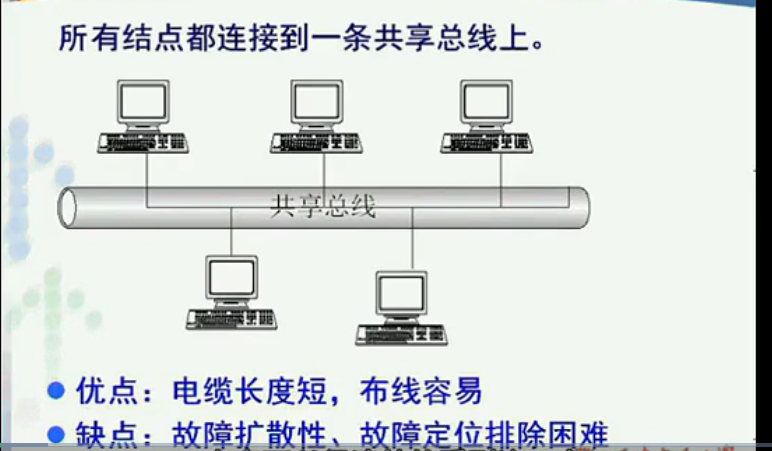 所有结点都连接到一条共享总线上。
共享总线
优点：电缆长度短，布线容易
缺点：故障扩散性、故障定位排除困难